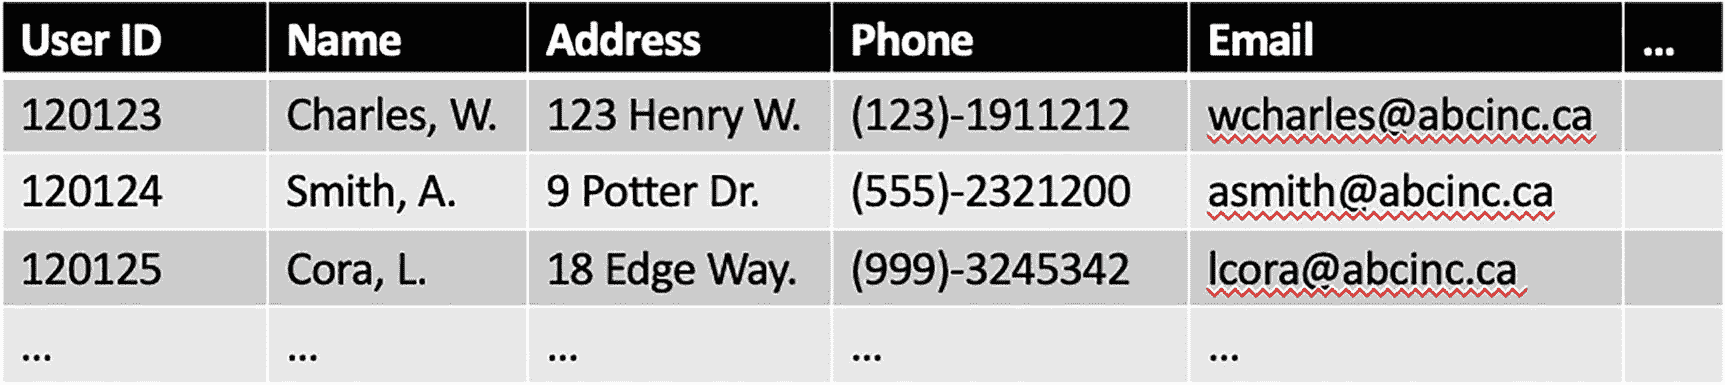 User ID Name Address Phone Email ...
120123 Charles, W. 123 Henry W. (123)-1911212 wcharles@abcinc.ca
120124 Smith, A. 9 Potter Dr. (555)-2321200 asmith@abcinc.ca
120125 Cora, L. 18 Edge Way. (999)-3245342 lcora@abcinc.ca
... ... ... ... ...